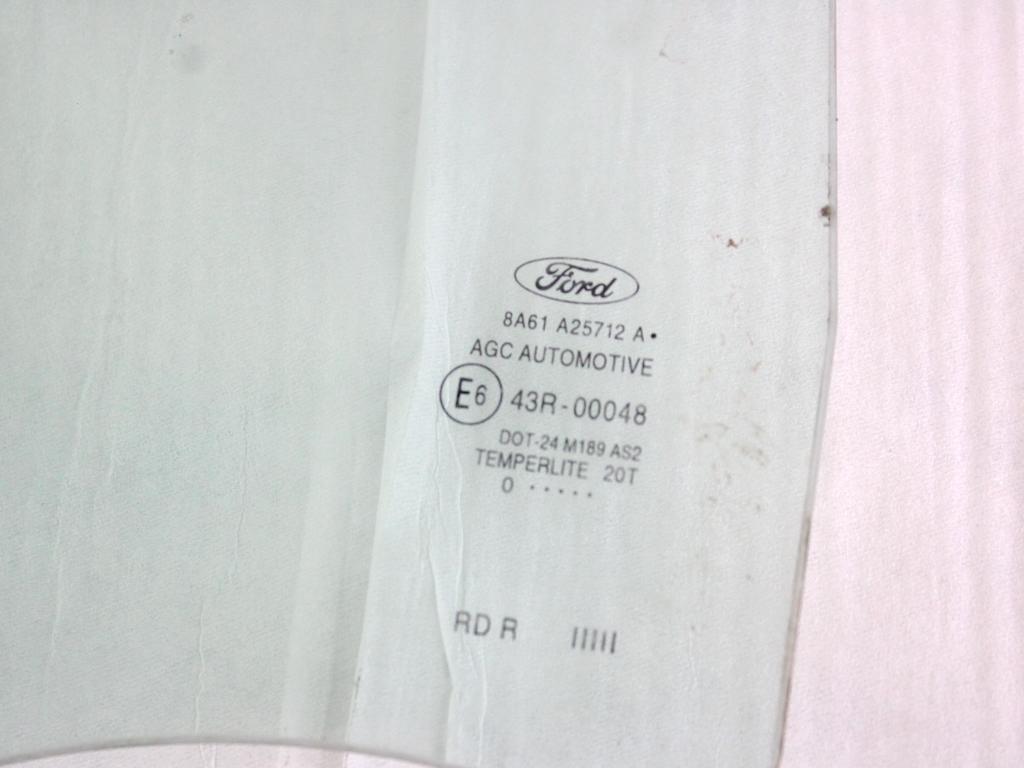 Ford
8A61 A25712 A•
AGC AUTOMOTIVE
E6 43R-00048
DOT-24 M189 AS2
TEMPERLITE 20T
0 · · · · ·
RD R IIIII